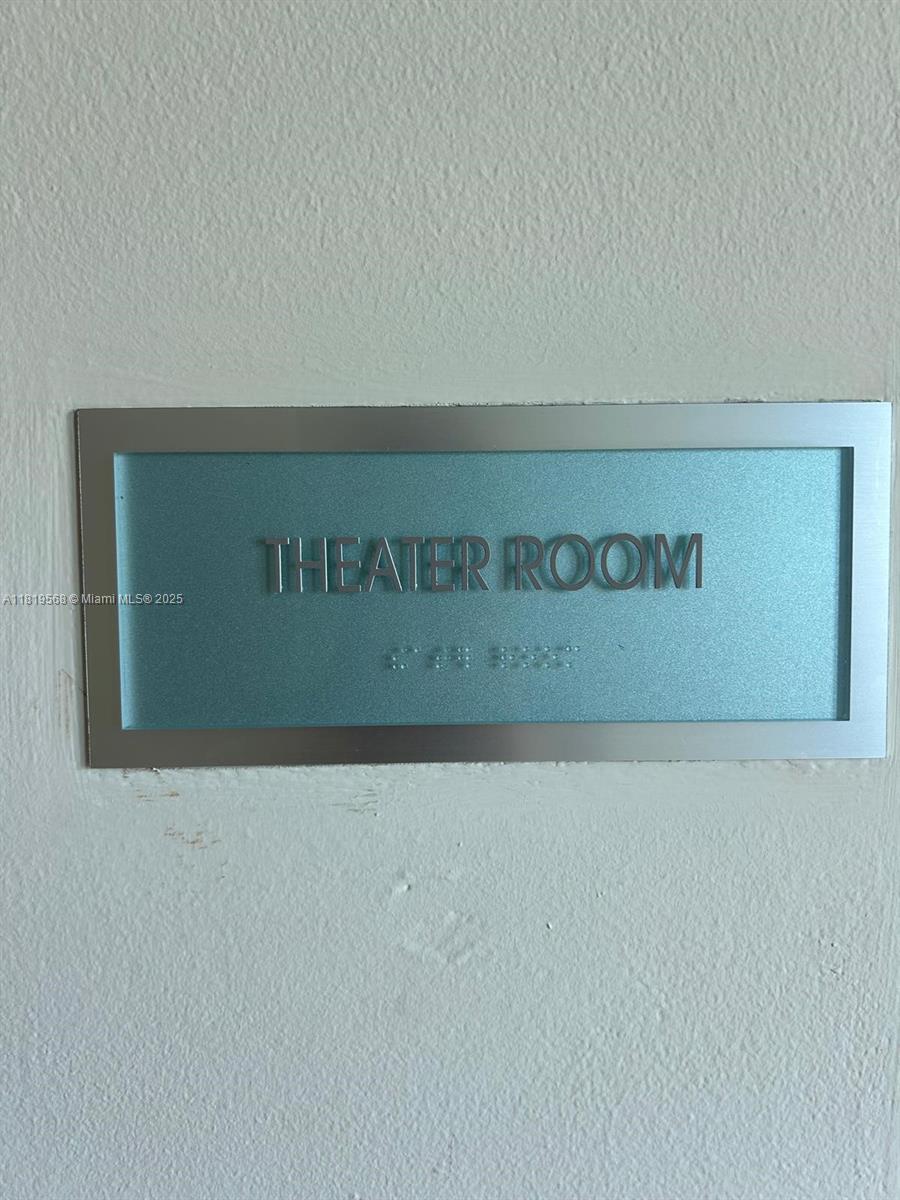 THEATER ROOM
A11819568 © Miami MLS® 2025